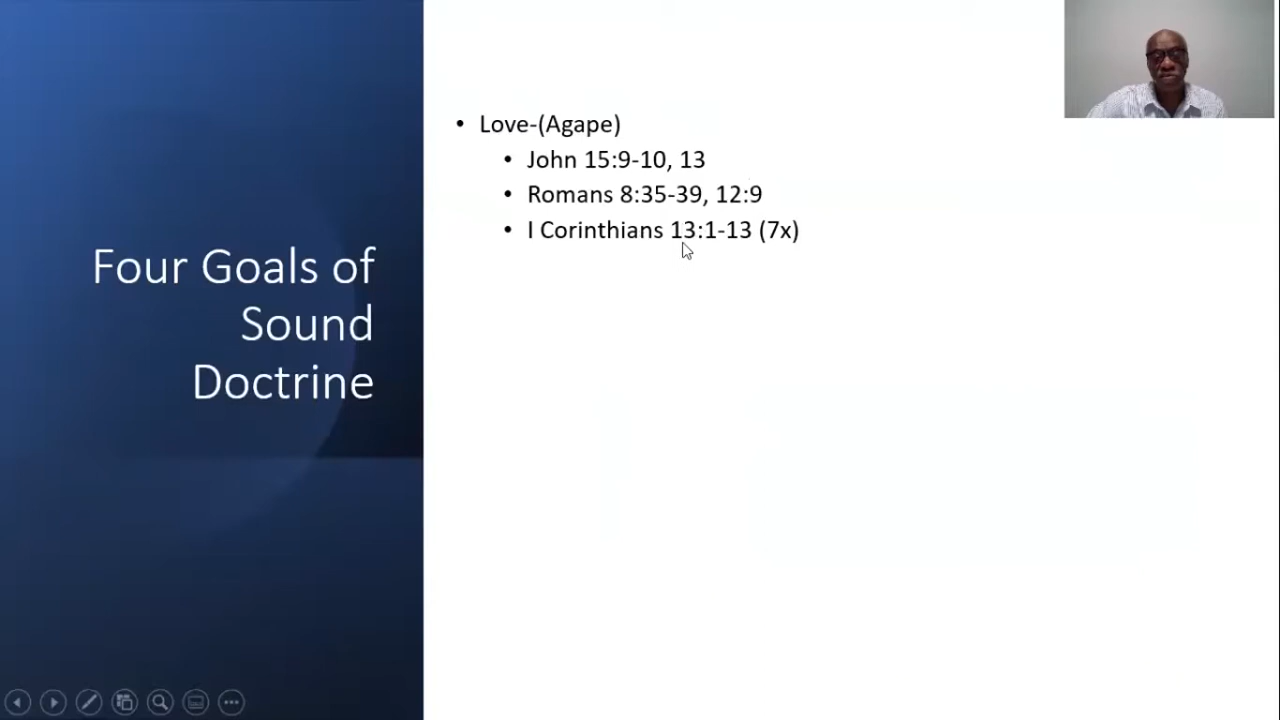 Four Goals of
Sound
Doctrine
• Love-(Agape)
• John 15:9-10, 13
• Romans 8:35-39, 12:9
• I Corinthians 13:1-13 (7x)